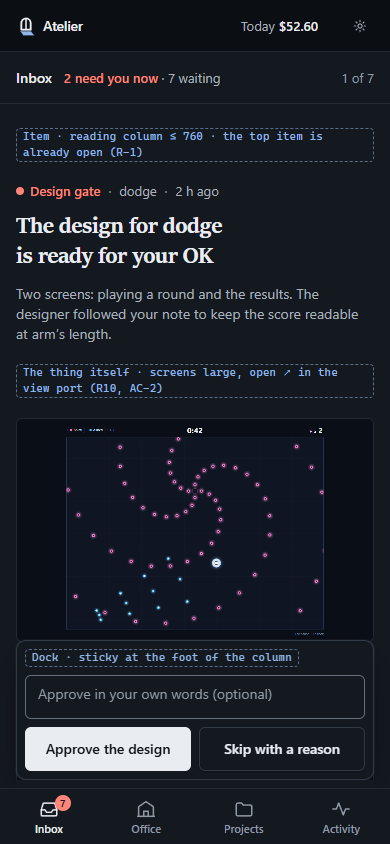 Atelier
Today $52.60
Inbox 2 need you now · 7 waiting
1 of 7
Item · reading column ≤ 760 · the top item is
already open (R-1)
Design gate · dodge · 2 h ago
The design for dodge
is ready for your OK
Two screens: playing a round and the results. The
designer followed your note to keep the score readable
at arm's length.
The thing itself · screens large, open ↗ in the
view port (R10, AC-2)
0:42
2
Dock · sticky at the foot of the column
Approve in your own words (optional)
Approve the design
Skip with a reason
7
Inbox
Office
Projects
Activity